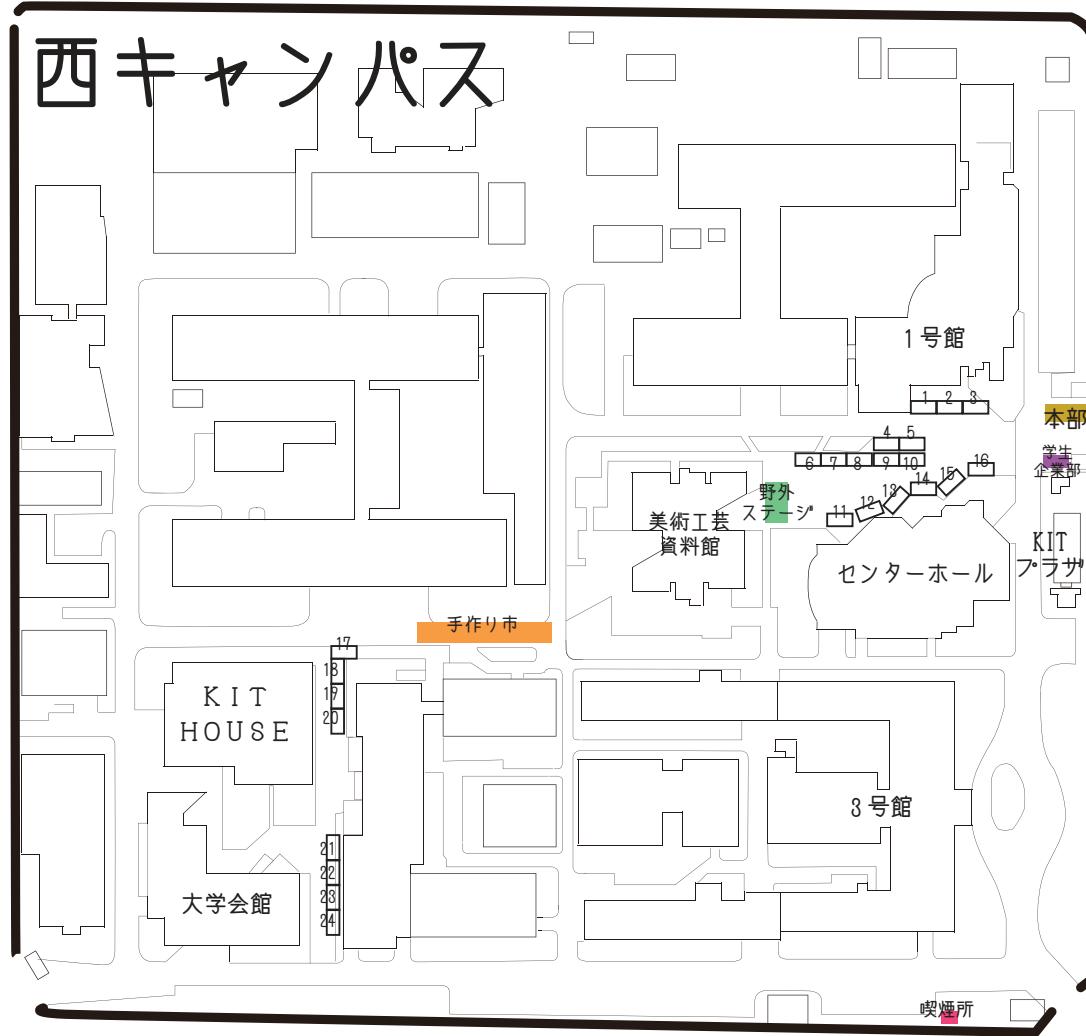 西キャンパス
1号館
1 2 3
本部
4 5
学生
企業部
6 7 8 9 10
16
15
14
13
12
11
野外
ステージ
美術工芸
資料館
センターホール
KIT
プラザ
手作り市
17
18
19
20
KIT
HOUSE
3号館
21
22
23
24
大学会館
喫煙所